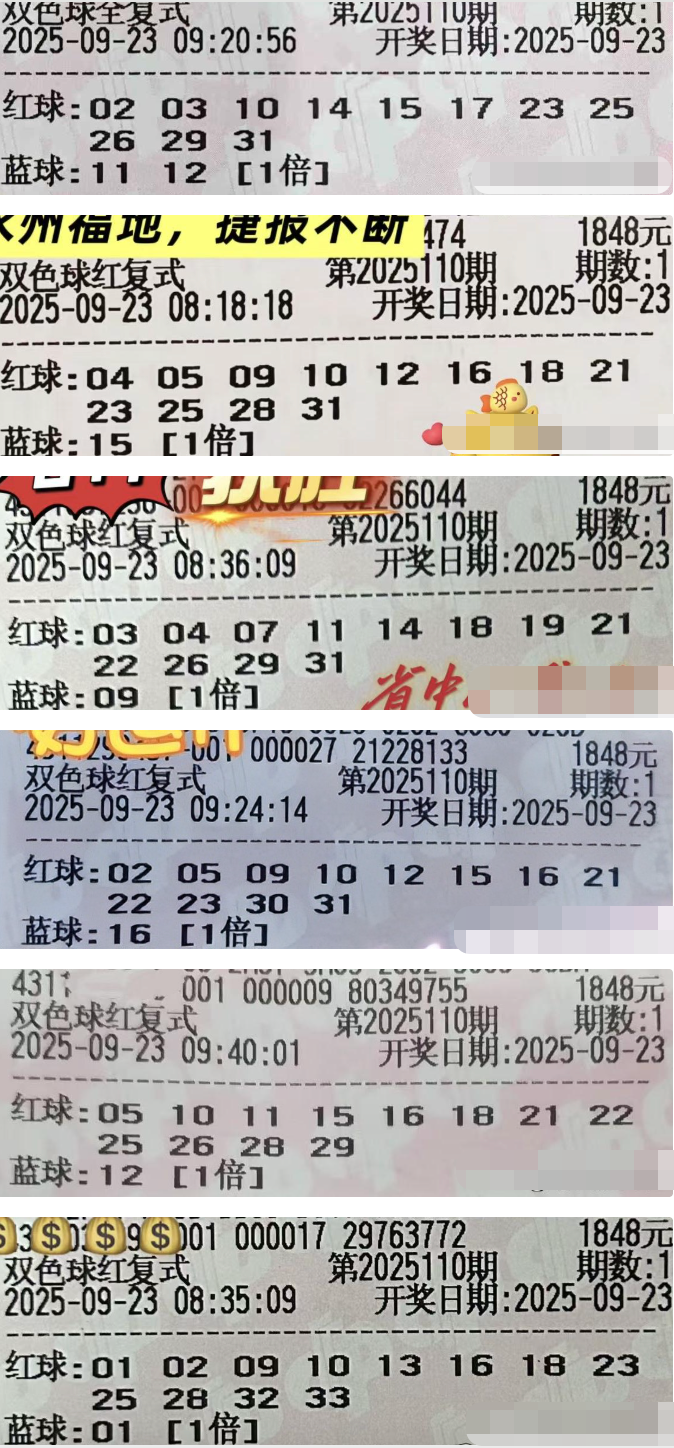 双色球全复式 第2025110期 期数:1
2025-09-23 09:20:56 开奖日期:2025-09-23
红球:02 03 10 14 15 17 23 25
26 29 31
蓝球:11 12 [1倍]
永州福地，捷报不断 474 1848元
双色球红复式 第2025110期 期数:1
2025-09-23 08:18:18 开奖日期:2025-09-23
红球:04 05 09 10 12 16 18 21
23 25 28 31
蓝球:15 [1倍]
2266044 1848元
双色球红复式 第2025110期 期数:1
2025-09-23 08:36:09 开奖日期:2025-09-23
红球:03 04 07 11 14 18 19 21
22 26 29 31
蓝球:09 [1倍]
省中
好运
001 000027 21228133 1848元
双色球红复式 第2025110期 期数:1
2025-09-23 09:24:14 开奖日期:2025-09-23
红球:02 05 09 10 12 15 16 21
22 23 30 31
蓝球:16 [1倍]
4311 001 000009 80349755 1848元
双色球红复式 第2025110期 期数:1
2025-09-23 09:40:01 开奖日期:2025-09-23
红球:05 10 11 15 16 18 21 22
25 26 28 29
蓝球:12 [1倍]
001 000017 29763772 1848元
双色球红复式 第2025110期 期数:1
2025-09-23 08:35:09 开奖日期:2025-09-23
红球:01 02 09 10 13 16 18 23
25 28 32 33
蓝球:01 [1倍]